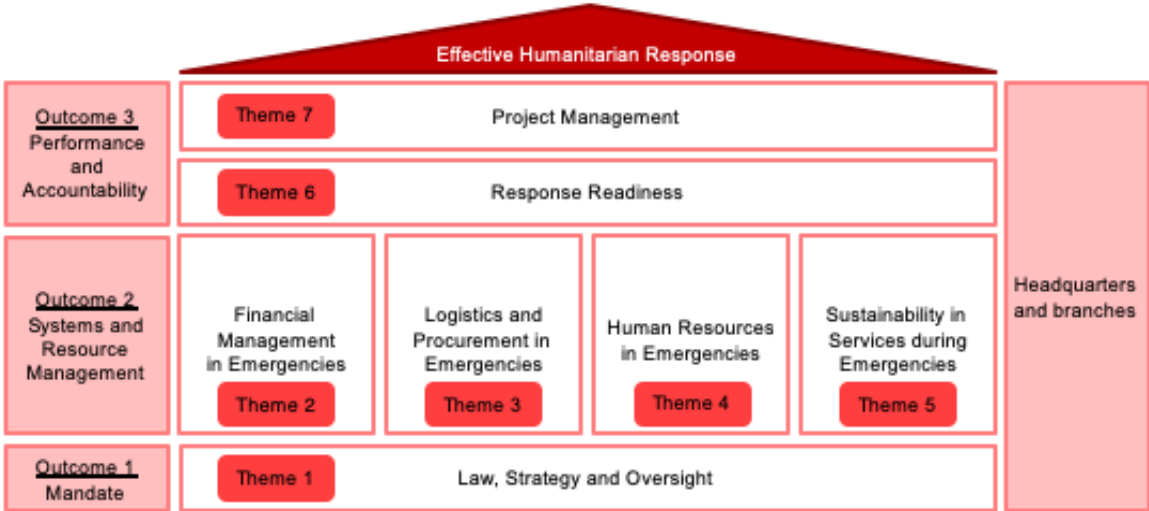 Effective Humanitarian Response
Outcome 3
Performance
and
Accountability
Theme 7
Project Management
Theme 6
Response Readiness
Outcome 2
Systems and
Resource
Management
Financial
Management
in Emergencies
Theme 2
Logistics and
Procurement in
Emergencies
Theme 3
Human Resources
in Emergencies
Theme 4
Sustainability in
Services during
Emergencies
Theme 5
Headquarters
and branches
Outcome 1
Mandate
Theme 1
Law, Strategy and Oversight